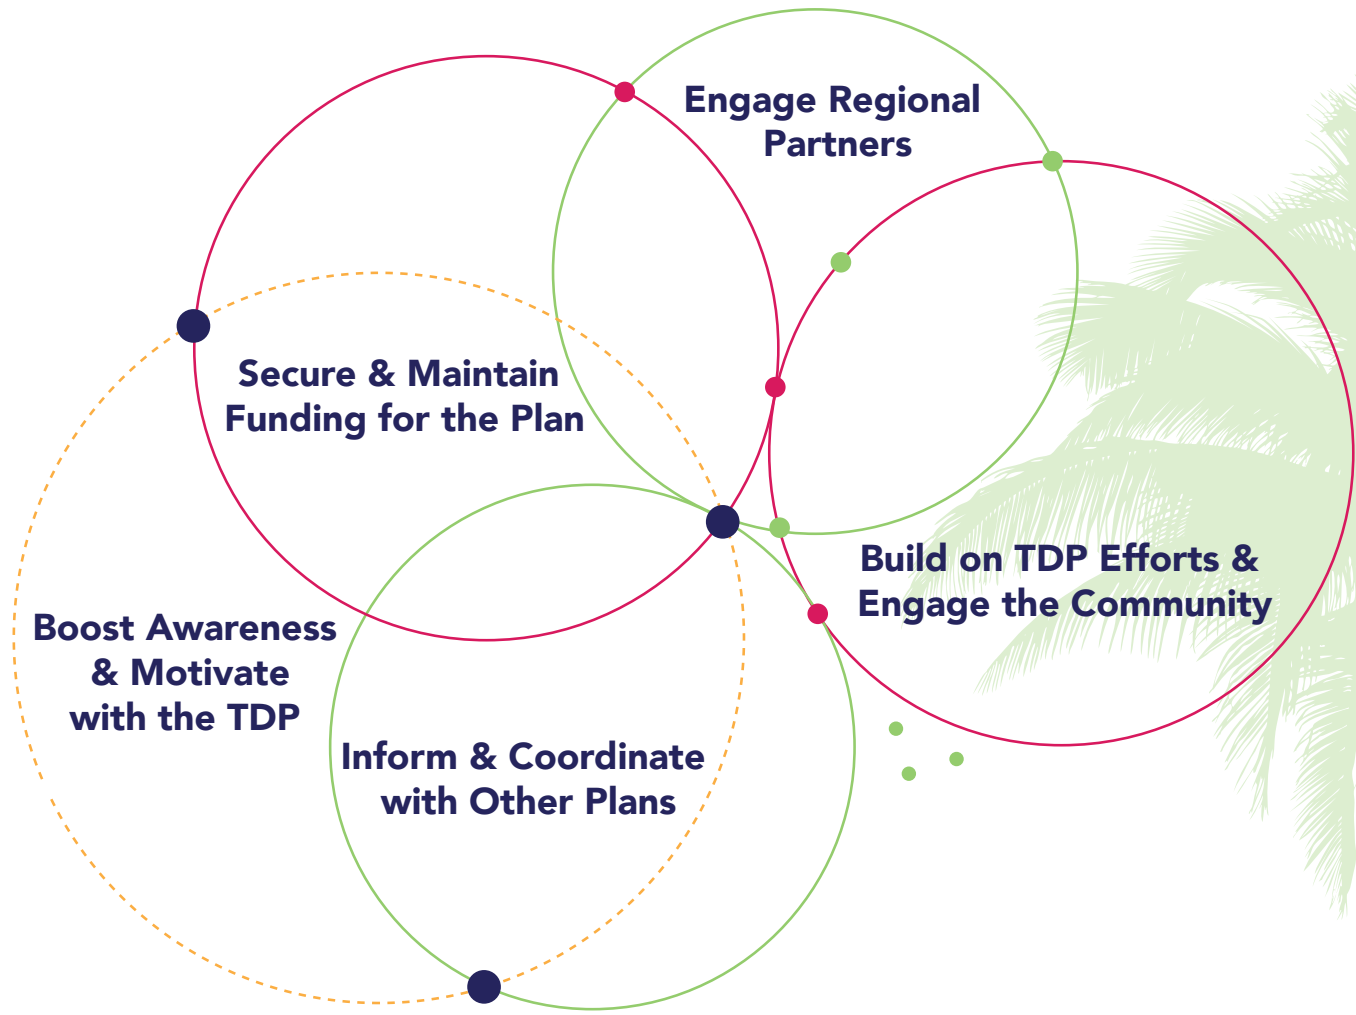 Engage Regional
Partners
Secure & Maintain
Funding for the Plan
Build on TDP Efforts &
Engage the Community
Boost Awareness
& Motivate
with the TDP
Inform & Coordinate
with Other Plans